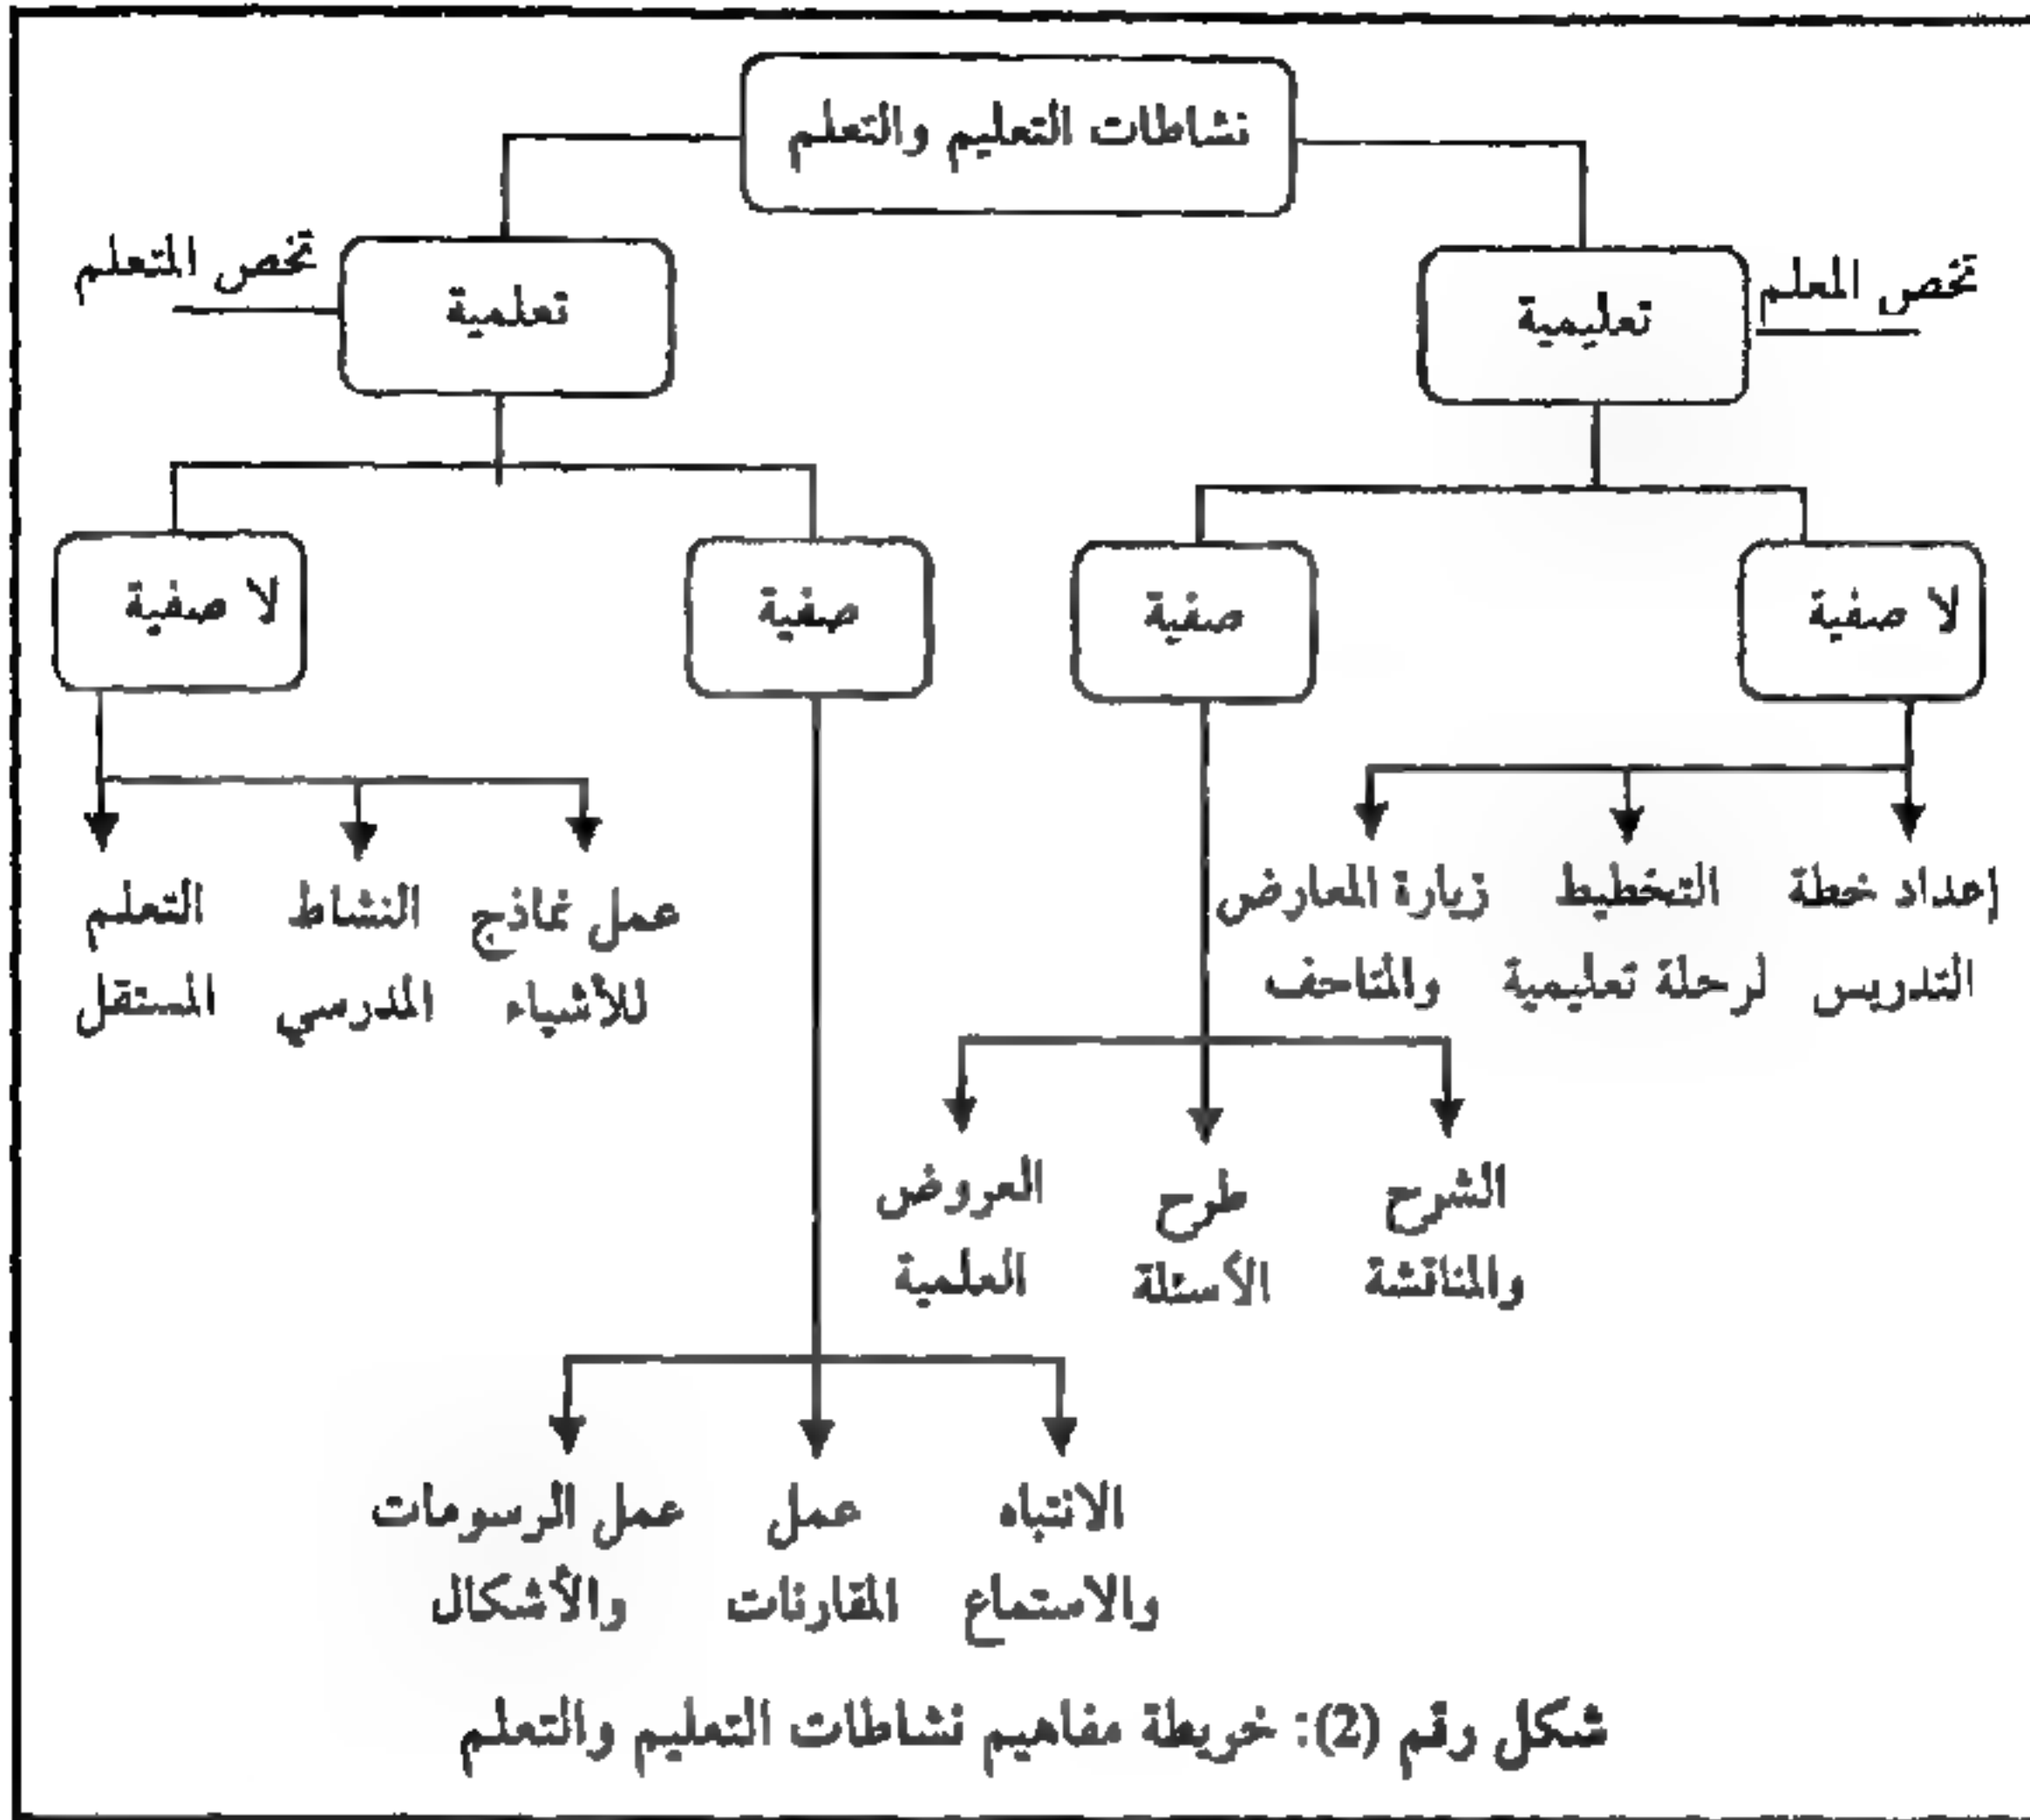 نشاطات التعليم والتعلم
تخص المعلم
تعليمية
تخص المتعلم
تعلمية
لا صفية
صفية
صفية
لا صفية
إعداد خطة
التدريس
التخطيط
لرحلة تعليمية
زيارة المعارض
والمتاحف
عمل نماذج
للأشياء
النشاط
المدرسي
التعلم
المستقل
الشرح
والمناقشة
طرح
الأسئلة
العروض
العلمية
الانتباه
والاستماع
عمل
المقارنات
عمل الرسومات
والأشكال
شكل رقم (2): خريطة مفاهيم نشاطات التعليم والتعلم